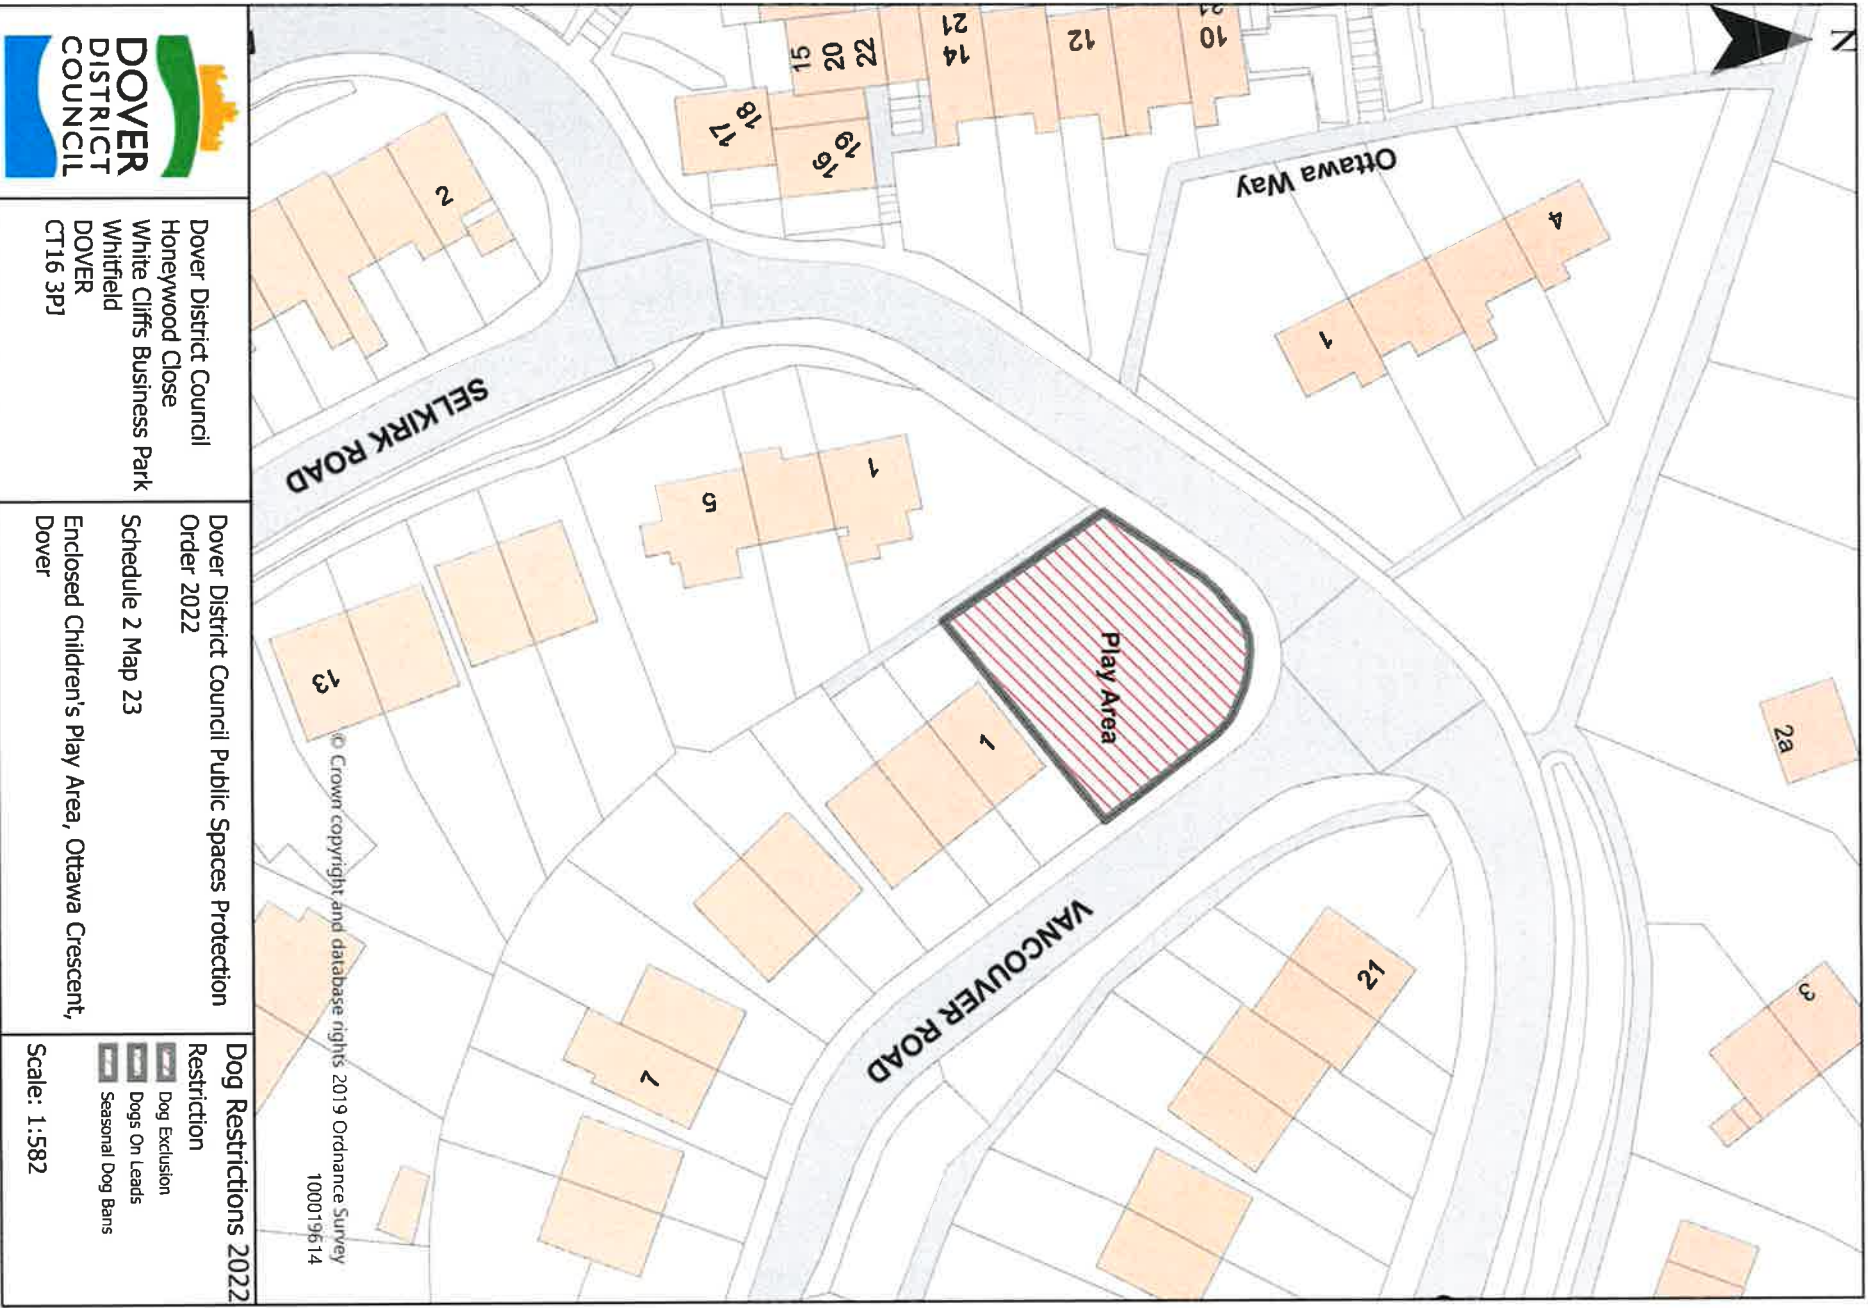 N
2a
3
4
21
1
Ottawa Way
10
12
Play Area
VANCOUVER ROAD
1
14
21
1
22
20
15
19
16
18
17
5
7
2
SELKIRK ROAD
13
© Crown copyright and database rights 2019 Ordnance Survey
100019614
DOVER
DISTRICT
COUNCIL
Dover District Council
Honeywood Close
White Cliffs Business Park
Whitfield
DOVER
CT16 3PJ
Dover District Council Public Spaces Protection
Order 2022
Schedule 2 Map 23
Enclosed Children's Play Area, Ottawa Crescent,
Dover
Dog Restrictions 2022
Restriction
Dog Exclusion
Dogs On Leads
Seasonal Dog Bans
Scale: 1:582